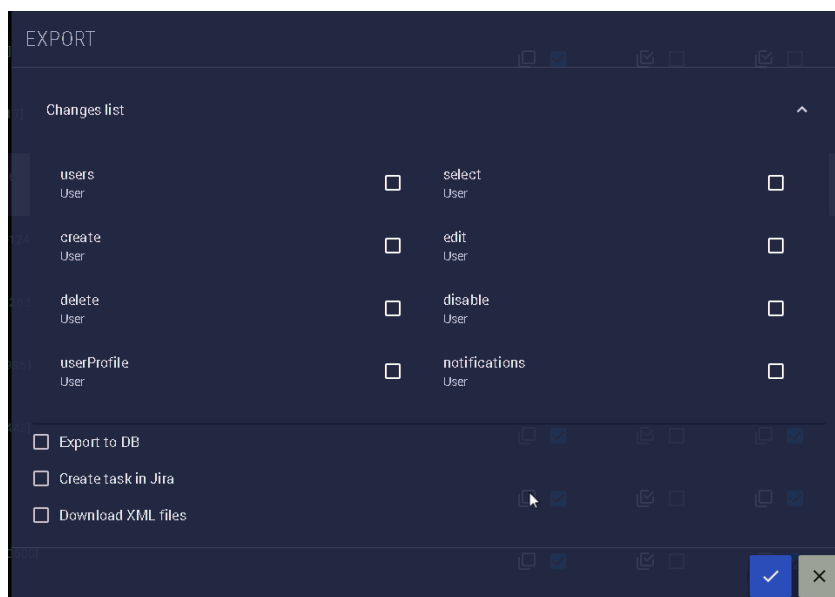 EXPORT
Changes list
users
User
select
User
create
User
edit
User
delete
User
disable
User
userProfile
User
notifications
User
Export to DB
Create task in Jira
Download XML files